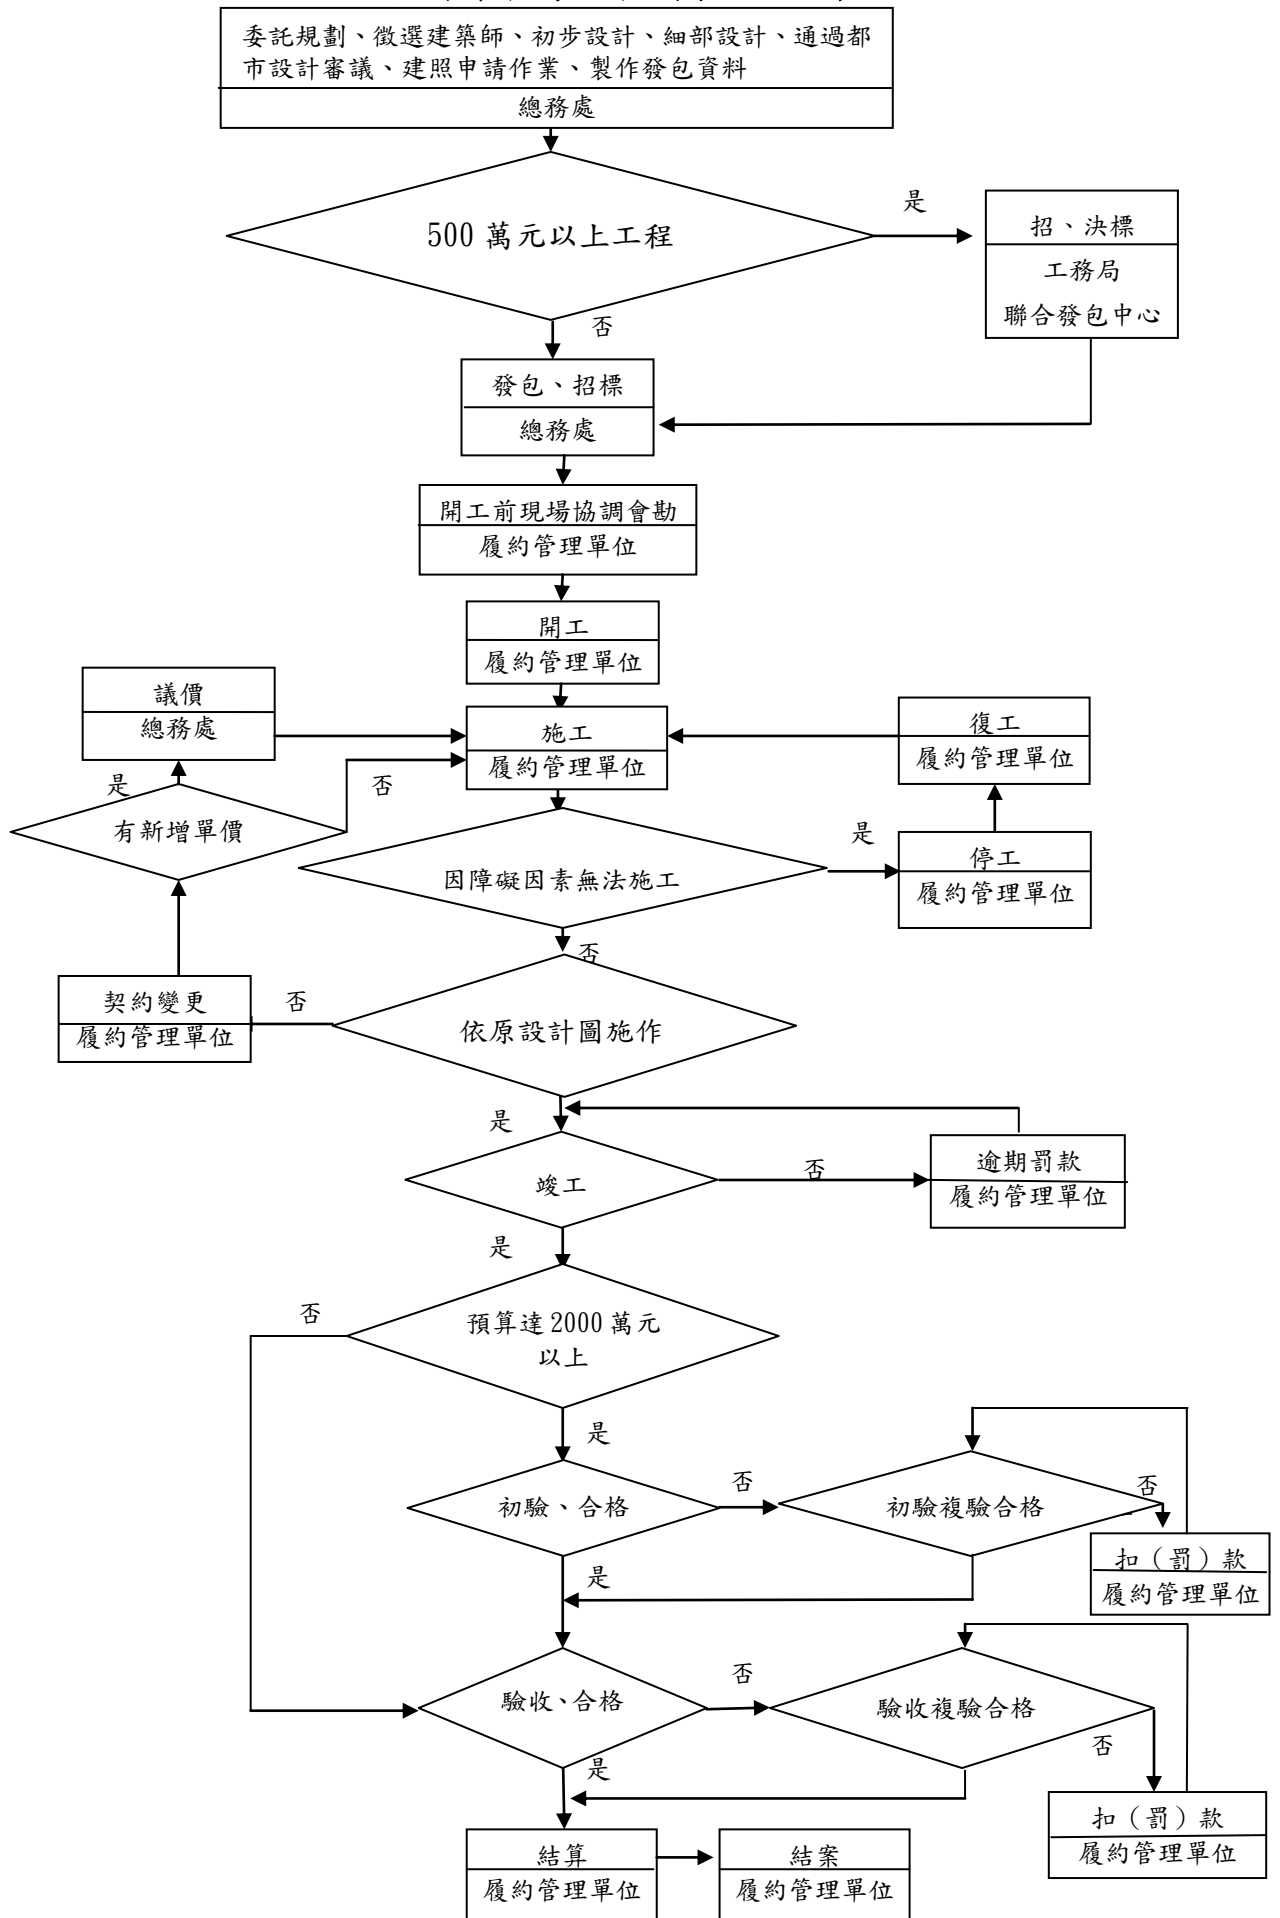 委託規劃、徵選建築師、初步設計、細部設計、通過都
市設計審議、建照申請作業、製作發包資料
總務處
是
500 萬元以上工程
招、決標
工務局
聯合發包中心
否
發包、招標
總務處
開工前現場協調會勘
履約管理單位
開工
履約管理單位
議價
總務處
施工
履約管理單位
復工
履約管理單位
是
否
有新增單價
是
因障礙因素無法施工
停工
履約管理單位
否
契約變更
履約管理單位
否
依原設計圖施作
是
竣工
否
逾期罰款
履約管理單位
是
否
預算達 2000 萬元
以上
是
初驗、合格
否
初驗複驗合格
否
扣（罰）款
履約管理單位
是
驗收、合格
否
驗收複驗合格
否
是
扣（罰）款
履約管理單位
結算
履約管理單位
結案
履約管理單位